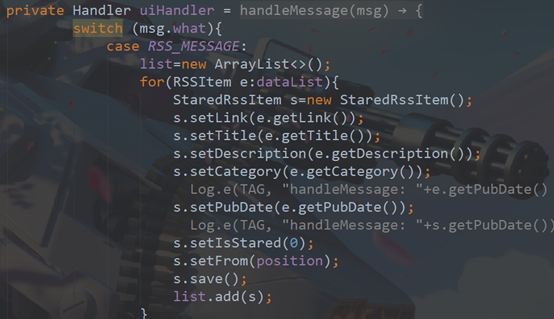 private Handler uiHandler = handleMessage(msg) → {
switch (msg.what){
case RSS_MESSAGE:
list=new ArrayList<>();
for(RSSItem e:dataList){
StaredRssItem s=new StaredRssItem();
s.setLink(e.getLink());
s.setTitle(e.getTitle());
s.setDescription(e.getDescription());
s.setCategory(e.getCategory());
Log.e(TAG, "handleMessage: "+e.getPubDate()
s.setPubDate(e.getPubDate());
Log.e(TAG, "handleMessage: "+s.getPubDate())
s.setIsStared(0);
s.setFrom(position);
s.save();
list.add(s);
}